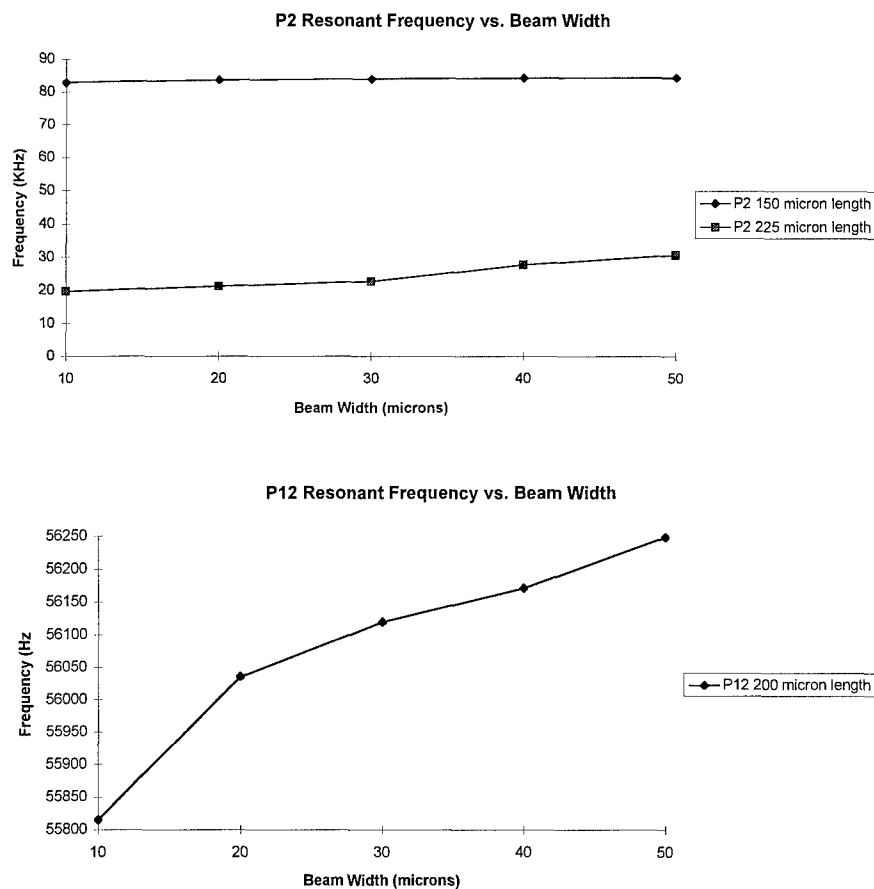 P2 Resonant Frequency vs. Beam Width
90
80
70
60
50
40
30
20
10
0
Frequency (KHz)
10 20 30 40 50
Beam Width (microns)
P2 150 micron length
P2 225 micron length
P12 Resonant Frequency vs. Beam Width
56250
56200
56150
56100
56050
56000
55950
55900
55850
55800
Frequency (Hz
10 20 30 40 50
Beam Width (microns)
P12 200 micron length